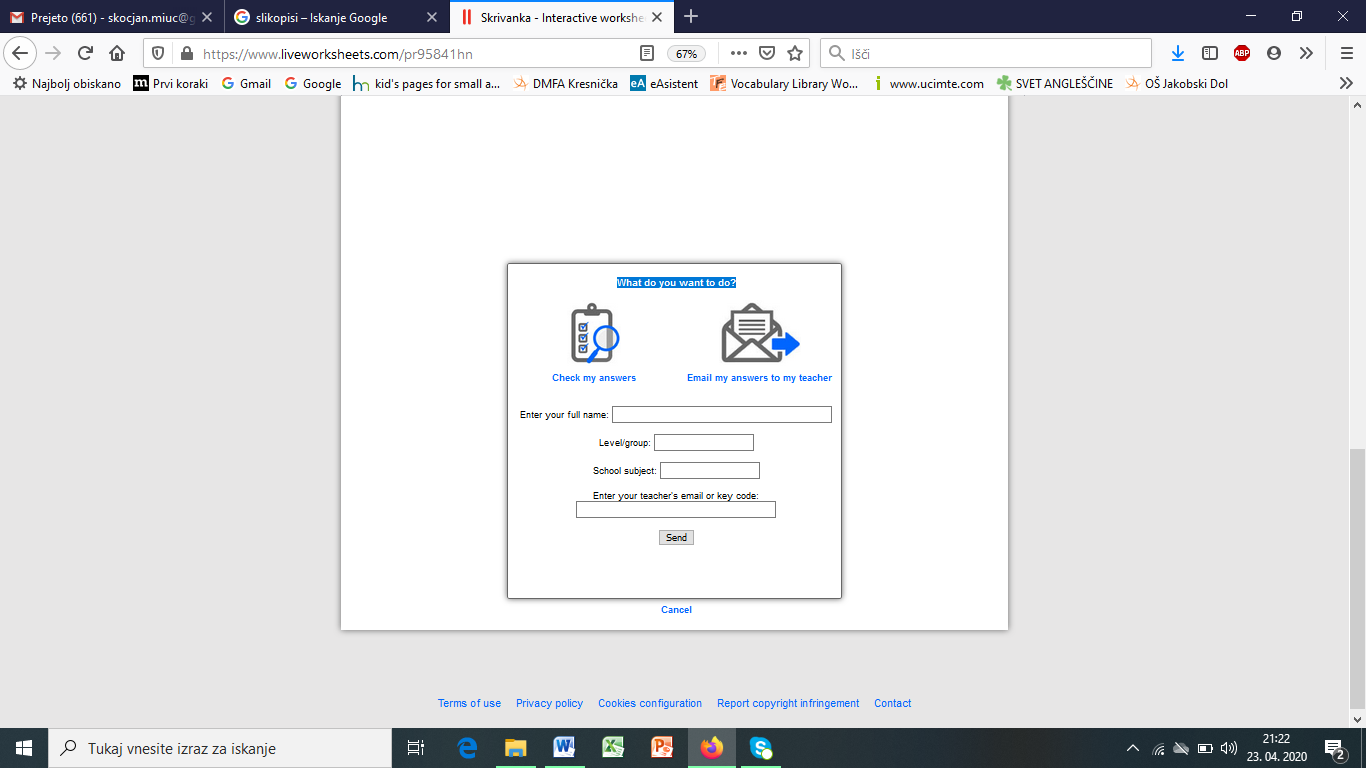 Prejeto (661) - skocjan.miuc@g
slikopisi – Iskanje Google
Skrivanka - Interactive workshe
https://www.liveworksheets.com/pr95841hn
67%
Išči
ABP
Najbolj obiskano
m Prvi koraki
Gmail
Google
kid's pages for small a...
DMFA Kresnička
eA eAsistent
Vocabulary Library Wo...
www.ucimte.com
SVET ANGLEŠČINE
OŠ Jakobski Dol
What do you want to do?
Check my answers
Email my answers to my teacher
Enter your full name:
Level/group:
School subject:
Enter your teacher's email or key code:
Send
Cancel
Terms of use
Privacy policy
Cookies configuration
Report copyright infringement
Contact
Tukaj vnesite izraz za iskanje
21:22
23. 04. 2020
2